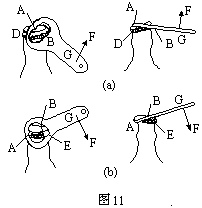 A F A F
D B G D B G
(a)
B G G
A E F A B E F
(b)
图11